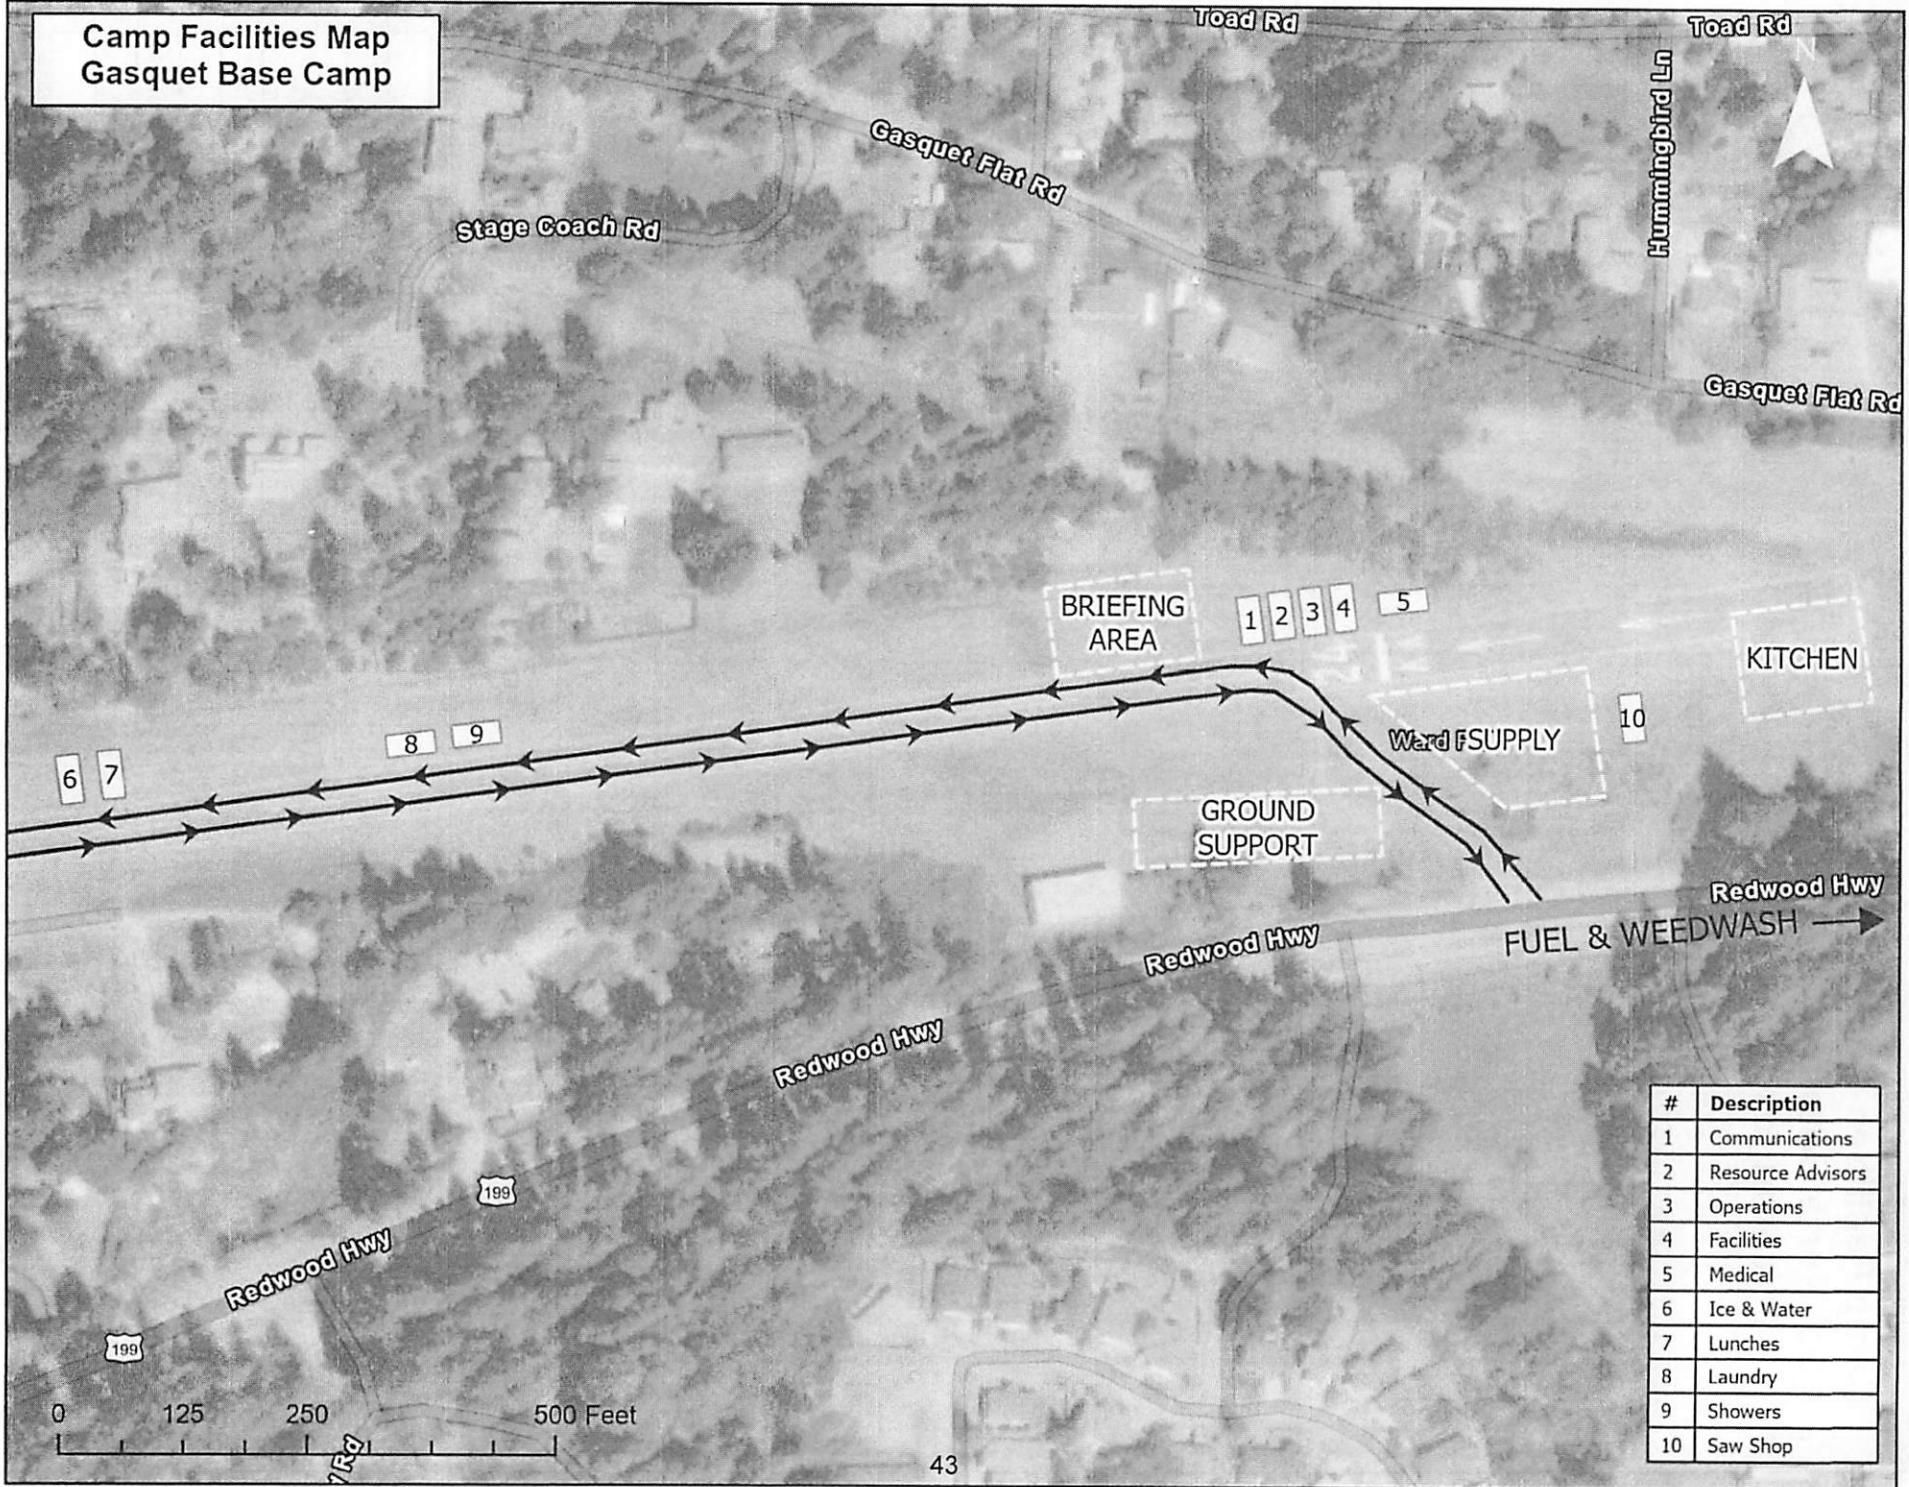 Camp Facilities Map
Gasquet Base Camp
Toad Rd
Toad Rd
N
Hummingbird Ln
Gasquet Flat Rd
Stage Coach Rd
Gasquet Flat Rd
BRIEFING
AREA
1
2
3
4
5
KITCHEN
6
7
8
9
10
Ward
SUPPLY
GROUND
SUPPORT
Redwood Hwy
FUEL & WEEDWASH
Redwood Hwy
Redwood Hwy
199
Redwood Hwy
199
# Description
1 Communications
2 Resource Advisors
3 Operations
4 Facilities
5 Medical
6 Ice & Water
7 Lunches
8 Laundry
9 Showers
10 Saw Shop
0 125 250 500 Feet
Rd
43